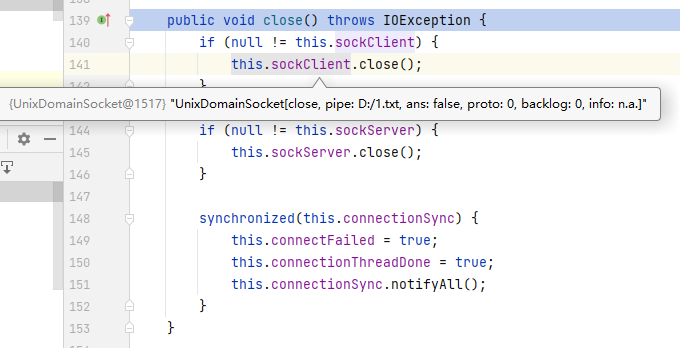 139 public void close() throws IOException {
140 if (null != this.sockClient) {
141 this.sockClient.close();
{UnixDomainSocket@1517} "UnixDomainSocket[close, pipe: D:/1.txt, ans: false, proto: 0, backlog: 0, info: n.a.]"
144 if (null != this.sockServer) {
145 this.sockServer.close();
146 }
147
148 synchronized(this.connectionSync) {
149 this.connectFailed = true;
150 this.connectionThreadDone = true;
151 this.connectionSync.notifyAll();
152 }
153 }